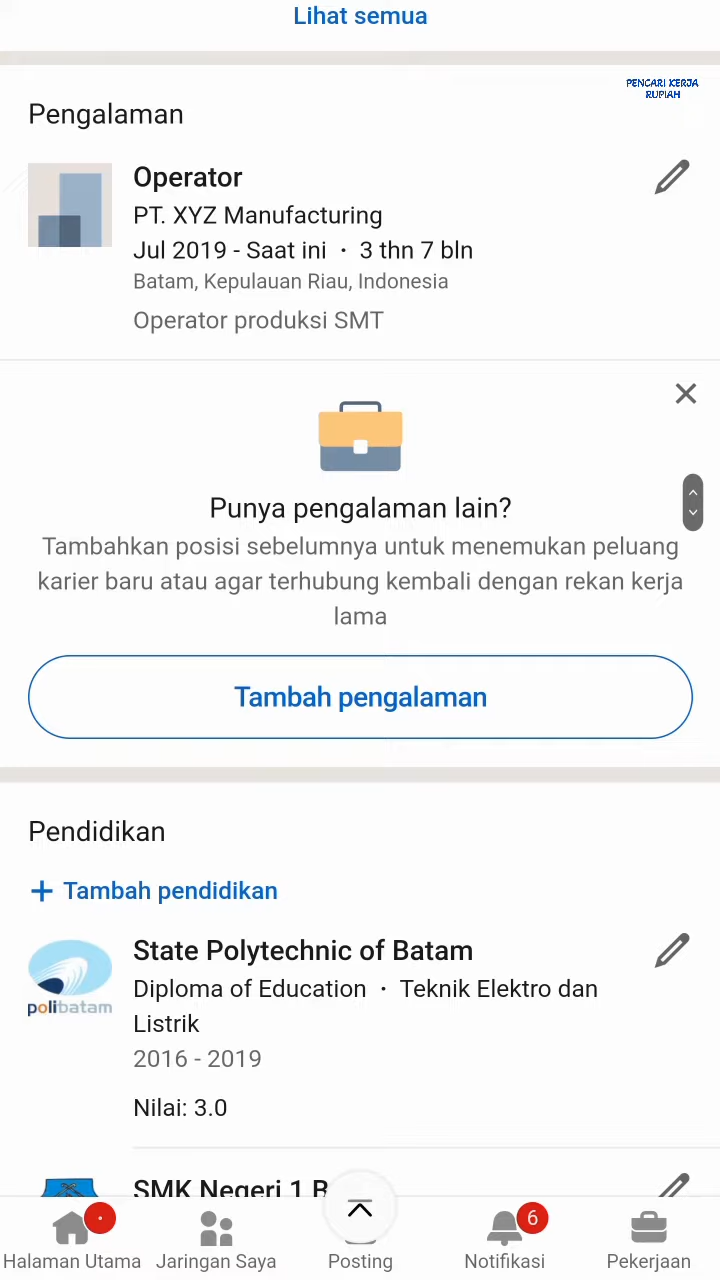 Lihat semua
PENCARI KERJA
RUPIAH
Pengalaman
Operator
PT. XYZ Manufacturing
Jul 2019 - Saat ini · 3 thn 7 bln
Batam, Kepulauan Riau, Indonesia
Operator produksi SMT
Punya pengalaman lain?
Tambahkan posisi sebelumnya untuk menemukan peluang
karier baru atau agar terhubung kembali dengan rekan kerja
lama
Tambah pengalaman
Pendidikan
+ Tambah pendidikan
State Polytechnic of Batam
polibatam
Diploma of Education · Teknik Elektro dan
Listrik
2016 - 2019
Nilai: 3.0
SMK Negeri 1
6
Halaman Utama
Jaringan Saya
Posting
Notifikasi
Pekerjaan